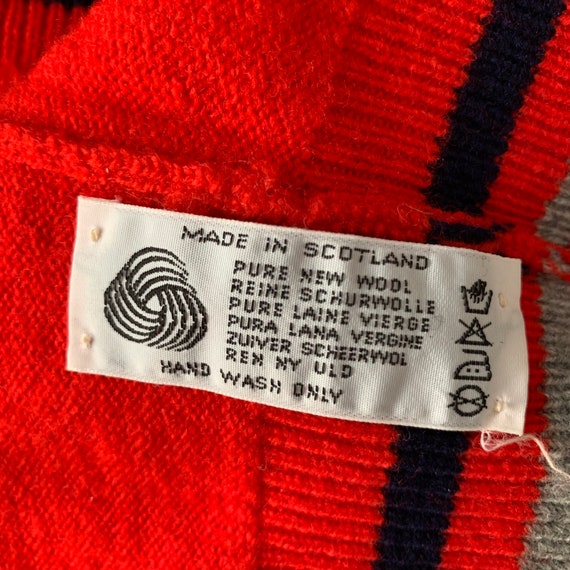 MADE IN SCOTLAND
PURE NEW WOOL
REINE SCHURWOLLE
PURE LAINE VIERGE
PURA LANA VERGINE
ZUIVER SCHEERWOL
REN NY ULD
HAND WASH ONLY